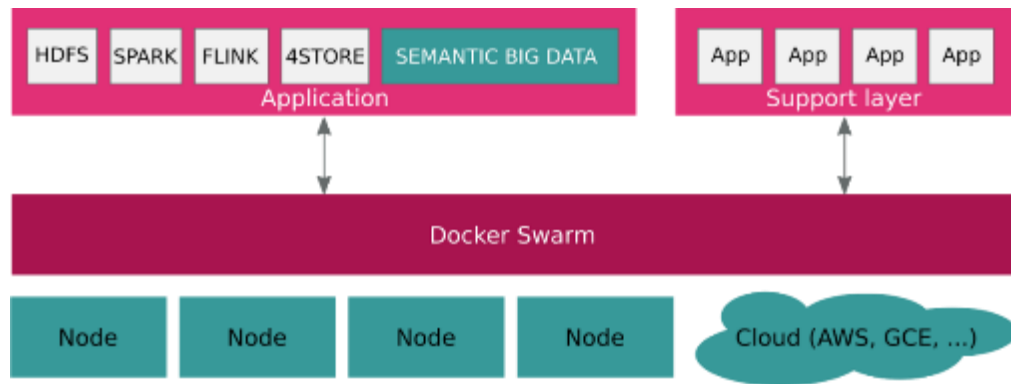 HDFS SPARK FLINK 4STORE SEMANTIC BIG DATA App App App App
Application Support layer
Docker Swarm
Node Node Node Node Cloud (AWS, GCE, ...)